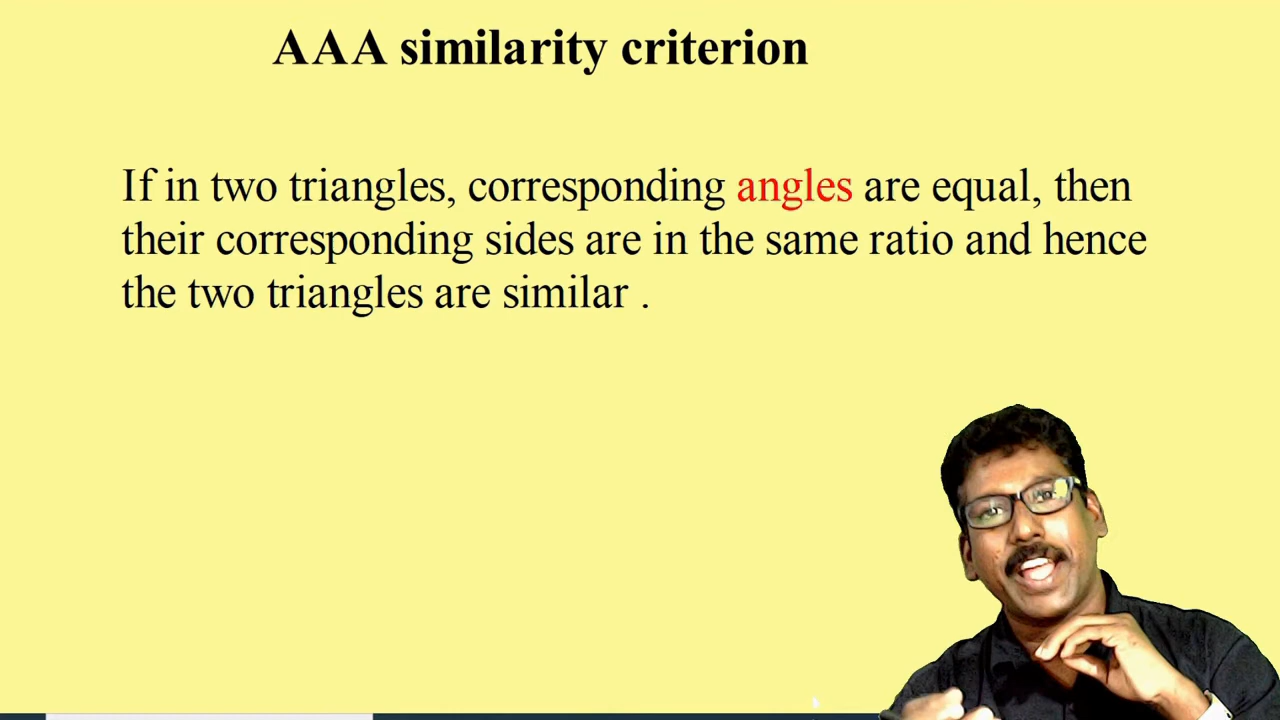 AAA similarity criterion
If in two triangles, corresponding angles are equal, then
their corresponding sides are in the same ratio and hence
the two triangles are similar .